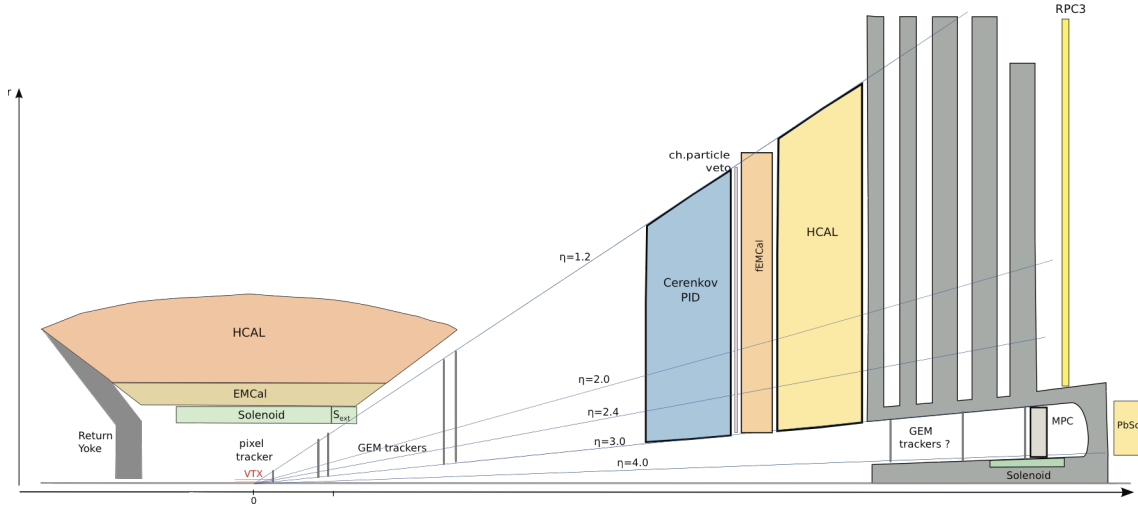 RPC3
r
ch.particle
veto
fEMCal
HCAL
η=1.2
Cerenkov
PID
HCAL
η=2.0
EMCal
Solenoid
Sext
η=2.4
PbSc
Return
Yoke
pixel
tracker
GEM trackers
η=3.0
GEM
trackers ?
MPC
VTX
η=4.0
Solenoid
0